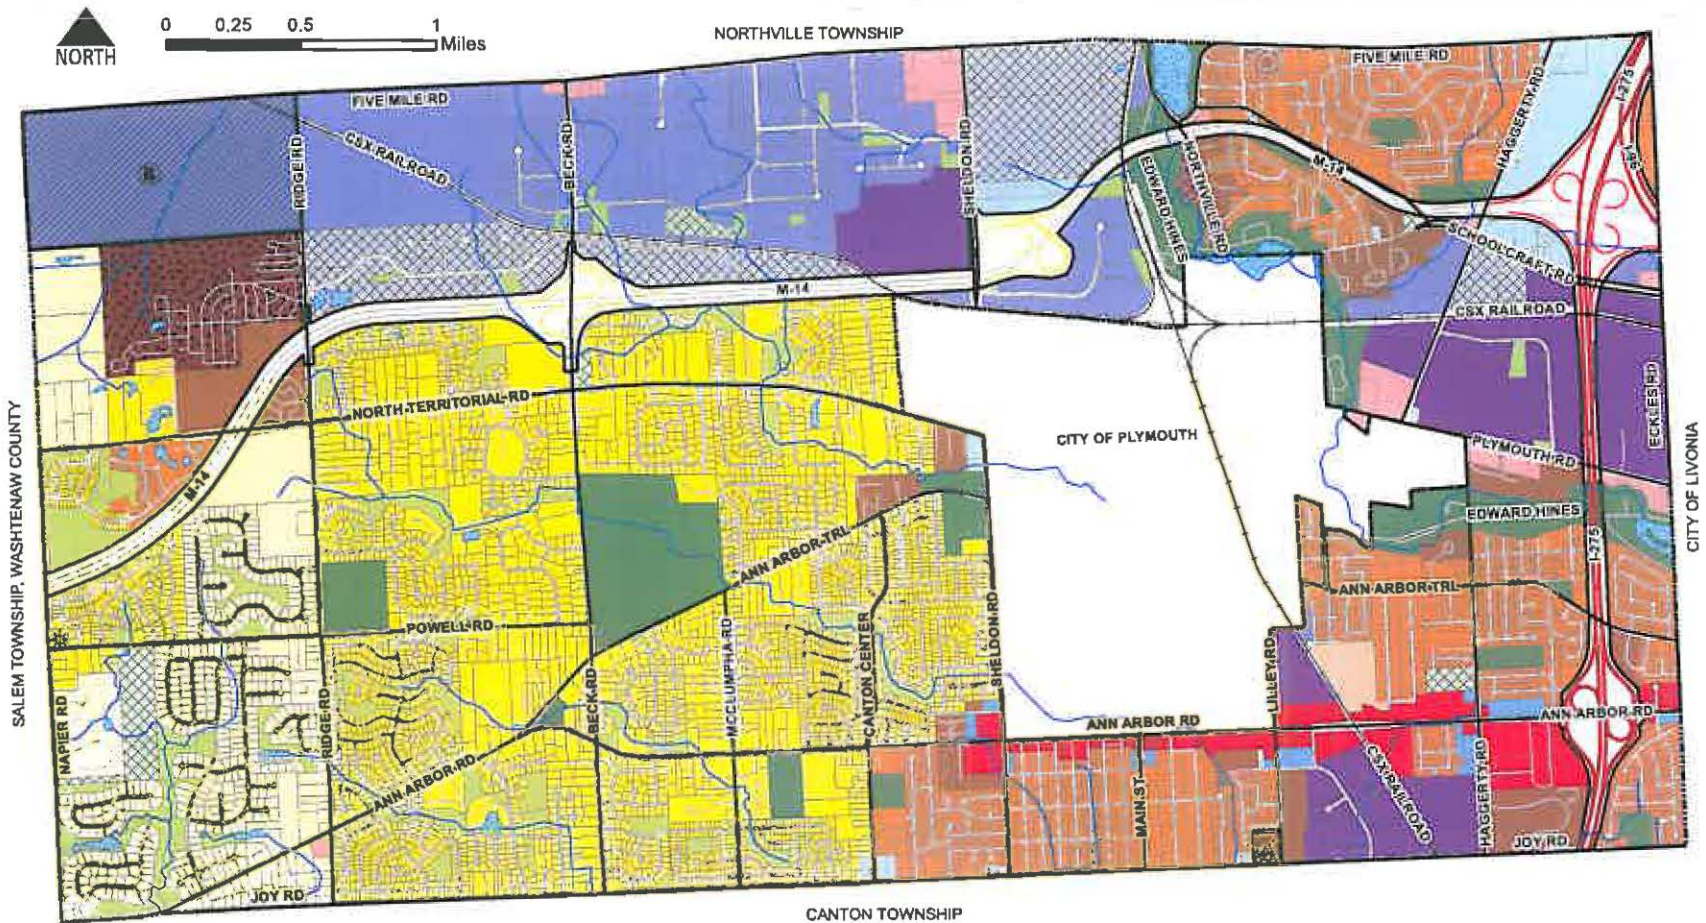 NORTH
0 0.25 0.5 1
Miles
NORTHVILLE TOWNSHIP
FIVE MILE RD
FIVE MILE RD
HAGGERTY RD
I-275
I-96
CSX RAILROAD
RIDGE RD
BECK RD
SHELDON RD
EDWARD HINES
NORTHVILLE RD
M-14
SCHOOLCRAFT RD
M-14
CSX RAILROAD
SALEM TOWNSHIP, WASHTENAW COUNTY
NORTH TERRITORIAL RD
M-14
CITY OF PLYMOUTH
PLYMOUTH RD
ECKLES RD
CITY OF LIVONIA
EDWARD HINES
I-275
ANN ARBOR TRL
ANN ARBOR TRL
POWELL RD
NAPIER RD
RIDGE RD
BECK RD
MCCLUMPHA RD
CANTON CENTER
SHELDON RD
LILLEY RD
ANN ARBOR RD
ANN ARBOR RD
ANN ARBOR RD
MAIN ST
CSX RAILROAD
HAGGERTY RD
JOY RD
JOY RD
CANTON TOWNSHIP